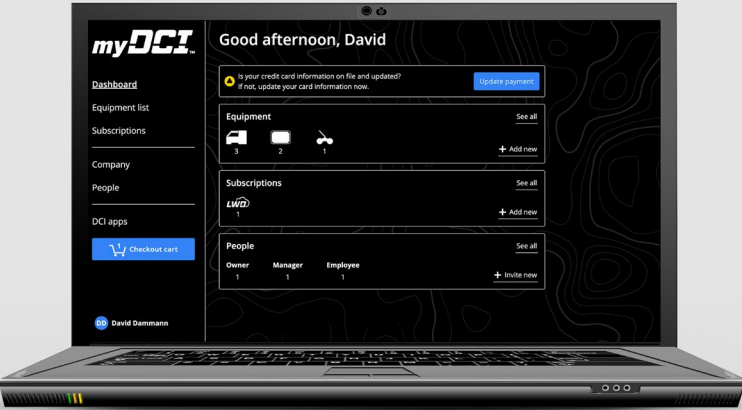 myDCI™
Good afternoon, David
Dashboard
Equipment list
Subscriptions
Company
People
DCI apps
1 Checkout cart
DD David Dammann
Is your credit card information on file and updated?
If not, update your card information now.
Update payment
Equipment
See all
3 2 1
+ Add new
Subscriptions
See all
LWD
1
+ Add new
People
See all
Owner Manager Employee
1 1 1
+ Invite new